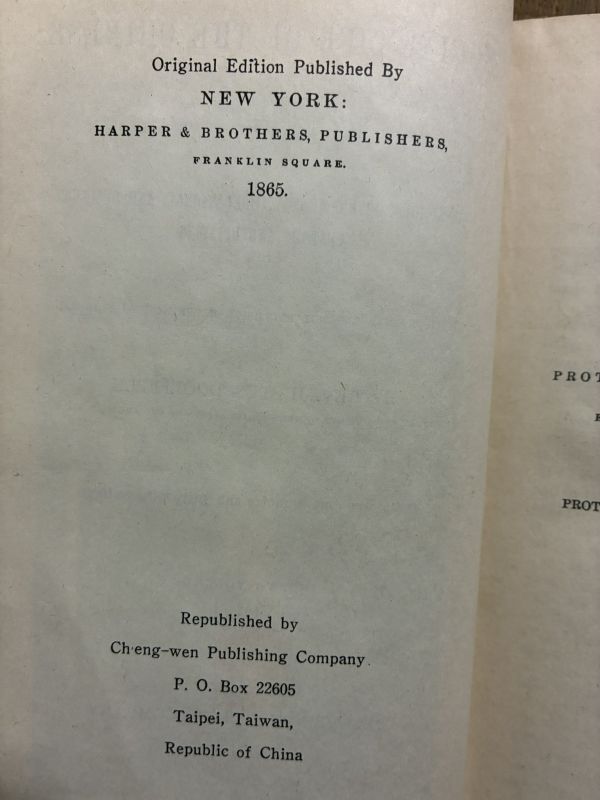 Original Edition Published By
NEW YORK:
HARPER & BROTHERS, PUBLISHERS,
FRANKLIN SQUARE.
1865.
Republished by
Ch'eng-wen Publishing Company.
P. O. Box 22605
Taipei, Taiwan,
Republic of China
PROT
PROT